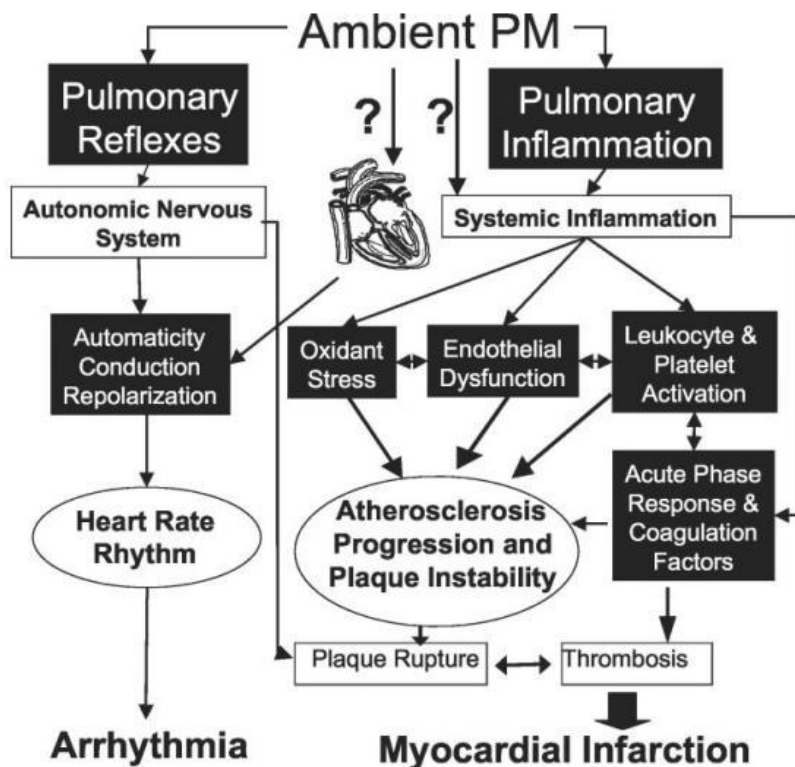 Ambient PM
Pulmonary
Reflexes
?
?
Pulmonary
Inflammation
Autonomic Nervous
System
Systemic Inflammation
Automaticity
Conduction
Repolarization
Oxidant
Stress
Endothelial
Dysfunction
Leukocyte &
Platelet
Activation
Heart Rate
Rhythm
Atherosclerosis
Progression and
Plaque Instability
Acute Phase
Response &
Coagulation
Factors
Plaque Rupture
Thrombosis
Arrhythmia
Myocardial Infarction